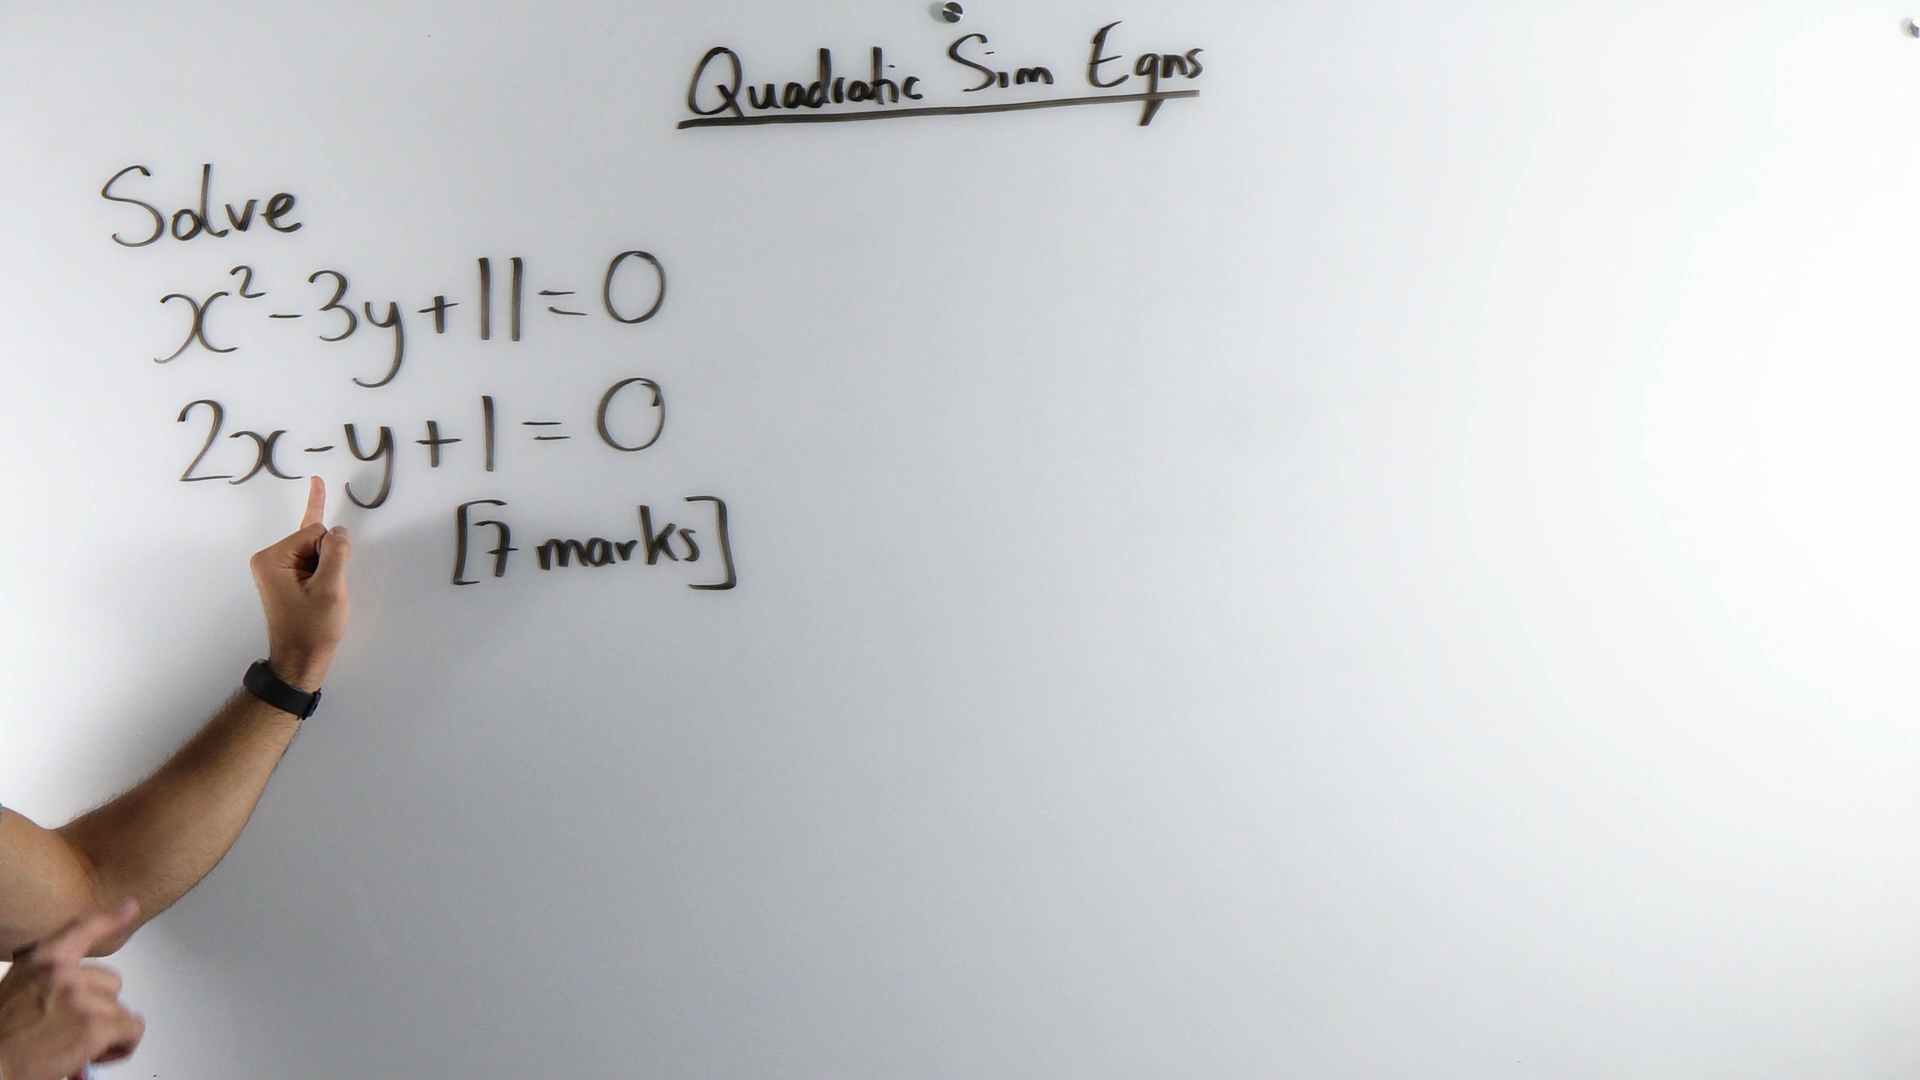 Quadratic Sim Eqns
Solve
x²-3y+11=0
2x-y+1=0
[7 marks]